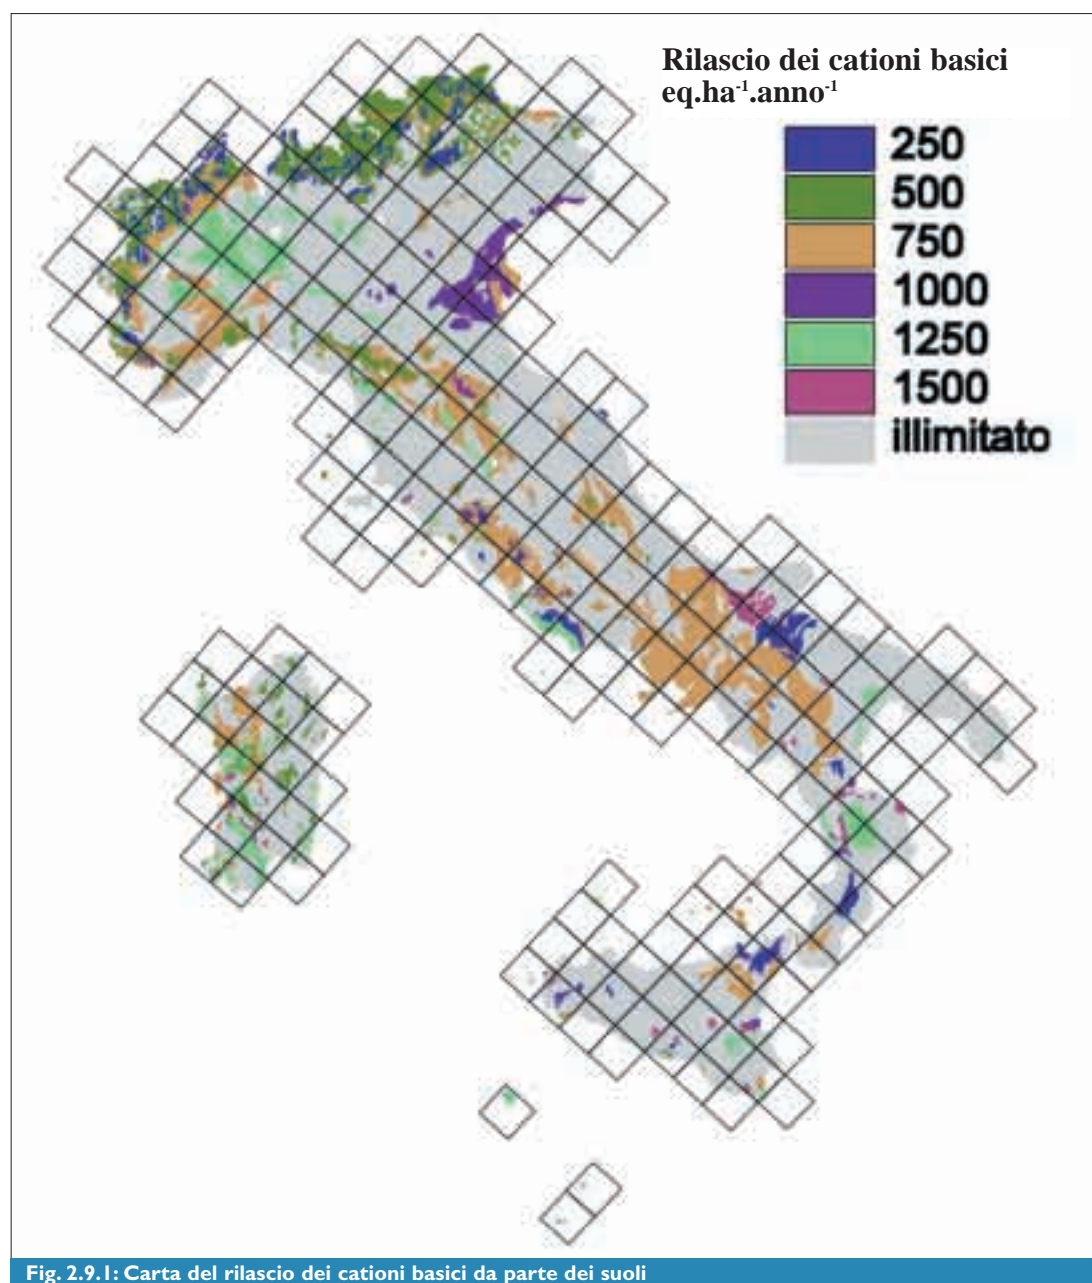 Rilascio dei cationi basici
eq.ha⁻¹.anno⁻¹
250
500
750
1000
1250
1500
illimitato
Fig. 2.9.1: Carta del rilascio dei cationi basici da parte dei suoli